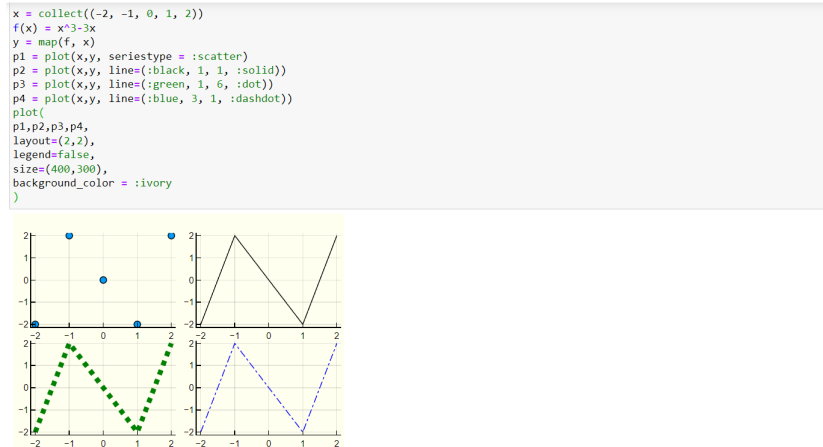 x = collect((-2, -1, 0, 1, 2))
f(x) = x^3-3x
y = map(f, x)
p1 = plot(x,y, seriestype = :scatter)
p2 = plot(x,y, line=(:black, 1, 1, :solid))
p3 = plot(x,y, line=(:green, 1, 6, :dot))
p4 = plot(x,y, line=(:blue, 3, 1, :dashdot))
plot(
p1,p2,p3,p4,
layout=(2,2),
legend=false,
size=(400,300),
background_color = :ivory
)
2
1
0
−1
−2
−2 −1 0 1 2
2
1
0
−1
−2
−2 −1 0 1 2
2
1
0
−1
−2
−2 −1 0 1 2
2
1
0
−1
−2
−2 −1 0 1 2